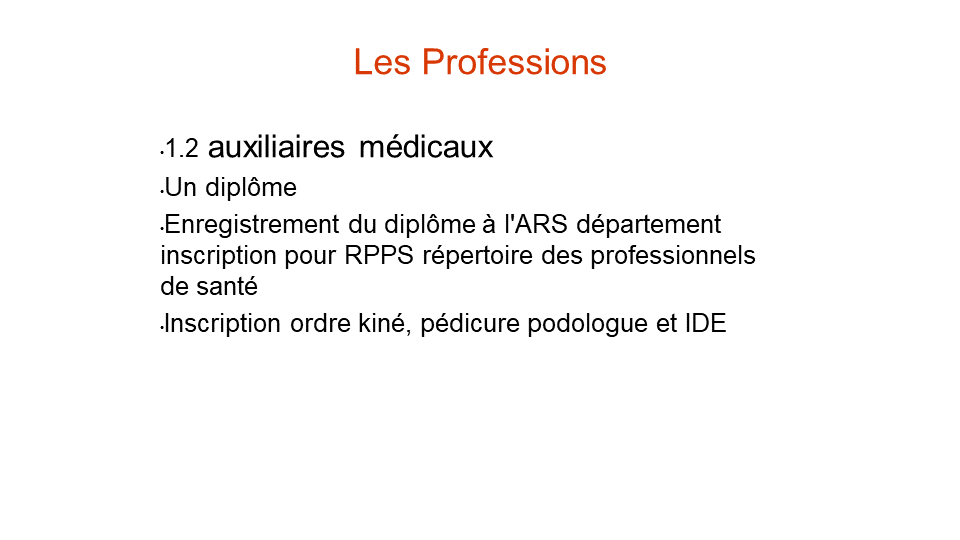 Les Professions
•1.2 auxiliaires médicaux
•Un diplôme
•Enregistrement du diplôme à l'ARS département
inscription pour RPPS répertoire des professionnels
de santé
•Inscription ordre kiné, pédicure podologue et IDE